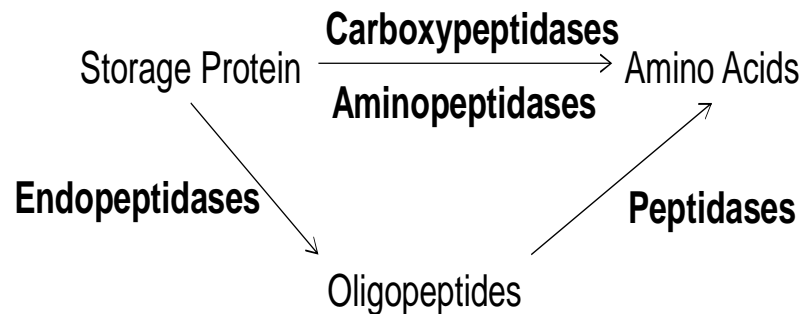 Carboxypeptidases
Storage Protein
Amino Acids
Aminopeptidases
Endopeptidases
Peptidases
Oligopeptides